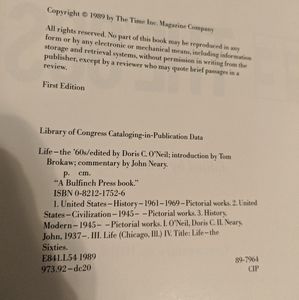 Copyright © 1989 by The Time Inc. Magazine Company
All rights reserved. No part of this book may be reproduced in any
form or by any electronic or mechanical means, including information
storage and retrieval systems, without permission in writing from the
publisher, except by a reviewer who may quote brief passages in a
review.
First Edition
Library of Congress Cataloging-in-Publication Data
Life—the '60s/edited by Doris C. O'Neil; introduction by Tom
Brokaw; commentary by John Neary.
p. cm.
"A Bulfinch Press book."
ISBN 0-8212-1752-6
1. United States—History—1961-1969—Pictorial works. 2. United
States—Civilization—1945- —Pictorial works. 3. History,
Modern—1945- —Pictorial works. I. O'Neil, Doris C. II. Neary,
John, 1937-. III. Life (Chicago, Ill.) IV. Title: Life—the
Sixties.
E841.L54 1989 89-7964
973.92-dc20 CIP